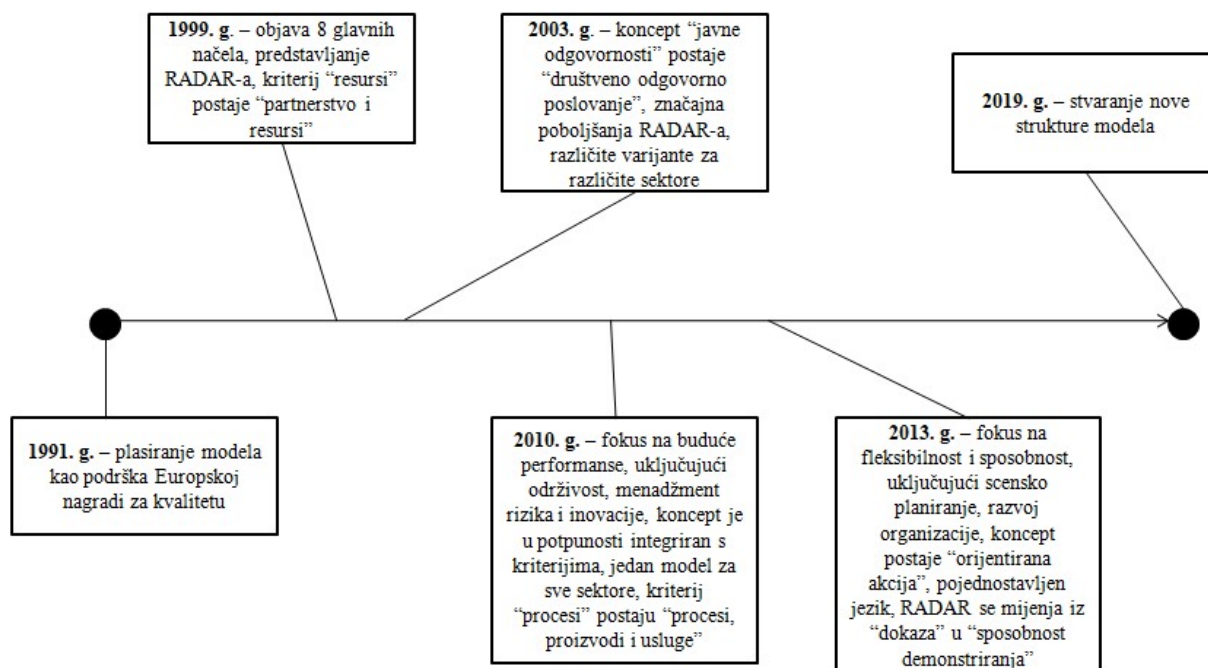 1999. g. – objava 8 glavnih
načela, predstavljanje
RADAR-a, kriterij “resursi”
postaje “partnerstvo i
resursi”
2003. g. – koncept “javne
odgovornosti” postaje
“društveno odgovorno
poslovanje”, značajna
poboljšanja RADAR-a,
različite varijante za
različite sektore
2019. g. – stvaranje nove
strukture modela
1991. g. – plasiranje modela
kao podrška Europskoj
nagradi za kvalitetu
2010. g. – fokus na buduće
performanse, uključujući
održivost, menadžment
rizika i inovacije, koncept je
u potpunosti integriran s
kriterijima, jedan model za
sve sektore, kriterij
“procesi” postaju “procesi,
proizvodi i usluge”
2013. g. – fokus na
fleksibilnost i sposobnost,
uključujući scensko
planiranje, razvoj
organizacije, koncept
postaje “orijentirana
akcija”, pojednostavljen
jezik, RADAR se mijenja iz
“dokaza” u “sposobnost
demonstriranja”